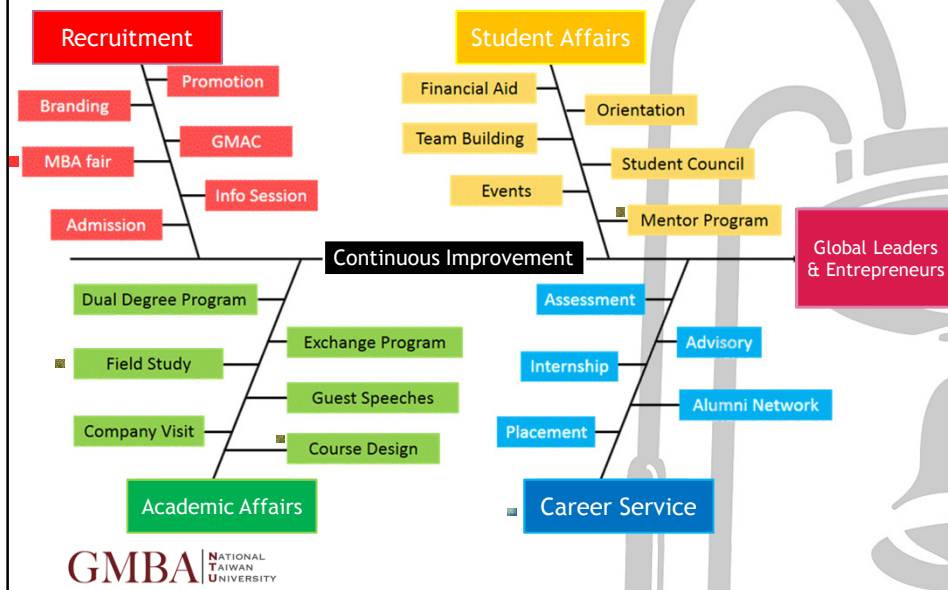 Recruitment
Promotion
Branding
GMAC
MBA fair
Info Session
Admission
Student Affairs
Financial Aid
Orientation
Team Building
Student Council
Events
Mentor Program
Continuous Improvement
Global Leaders
& Entrepreneurs
Dual Degree Program
Exchange Program
Field Study
Guest Speeches
Company Visit
Course Design
Academic Affairs
Assessment
Advisory
Internship
Alumni Network
Placement
Career Service
GMBA
NATIONAL
TAIWAN
UNIVERSITY